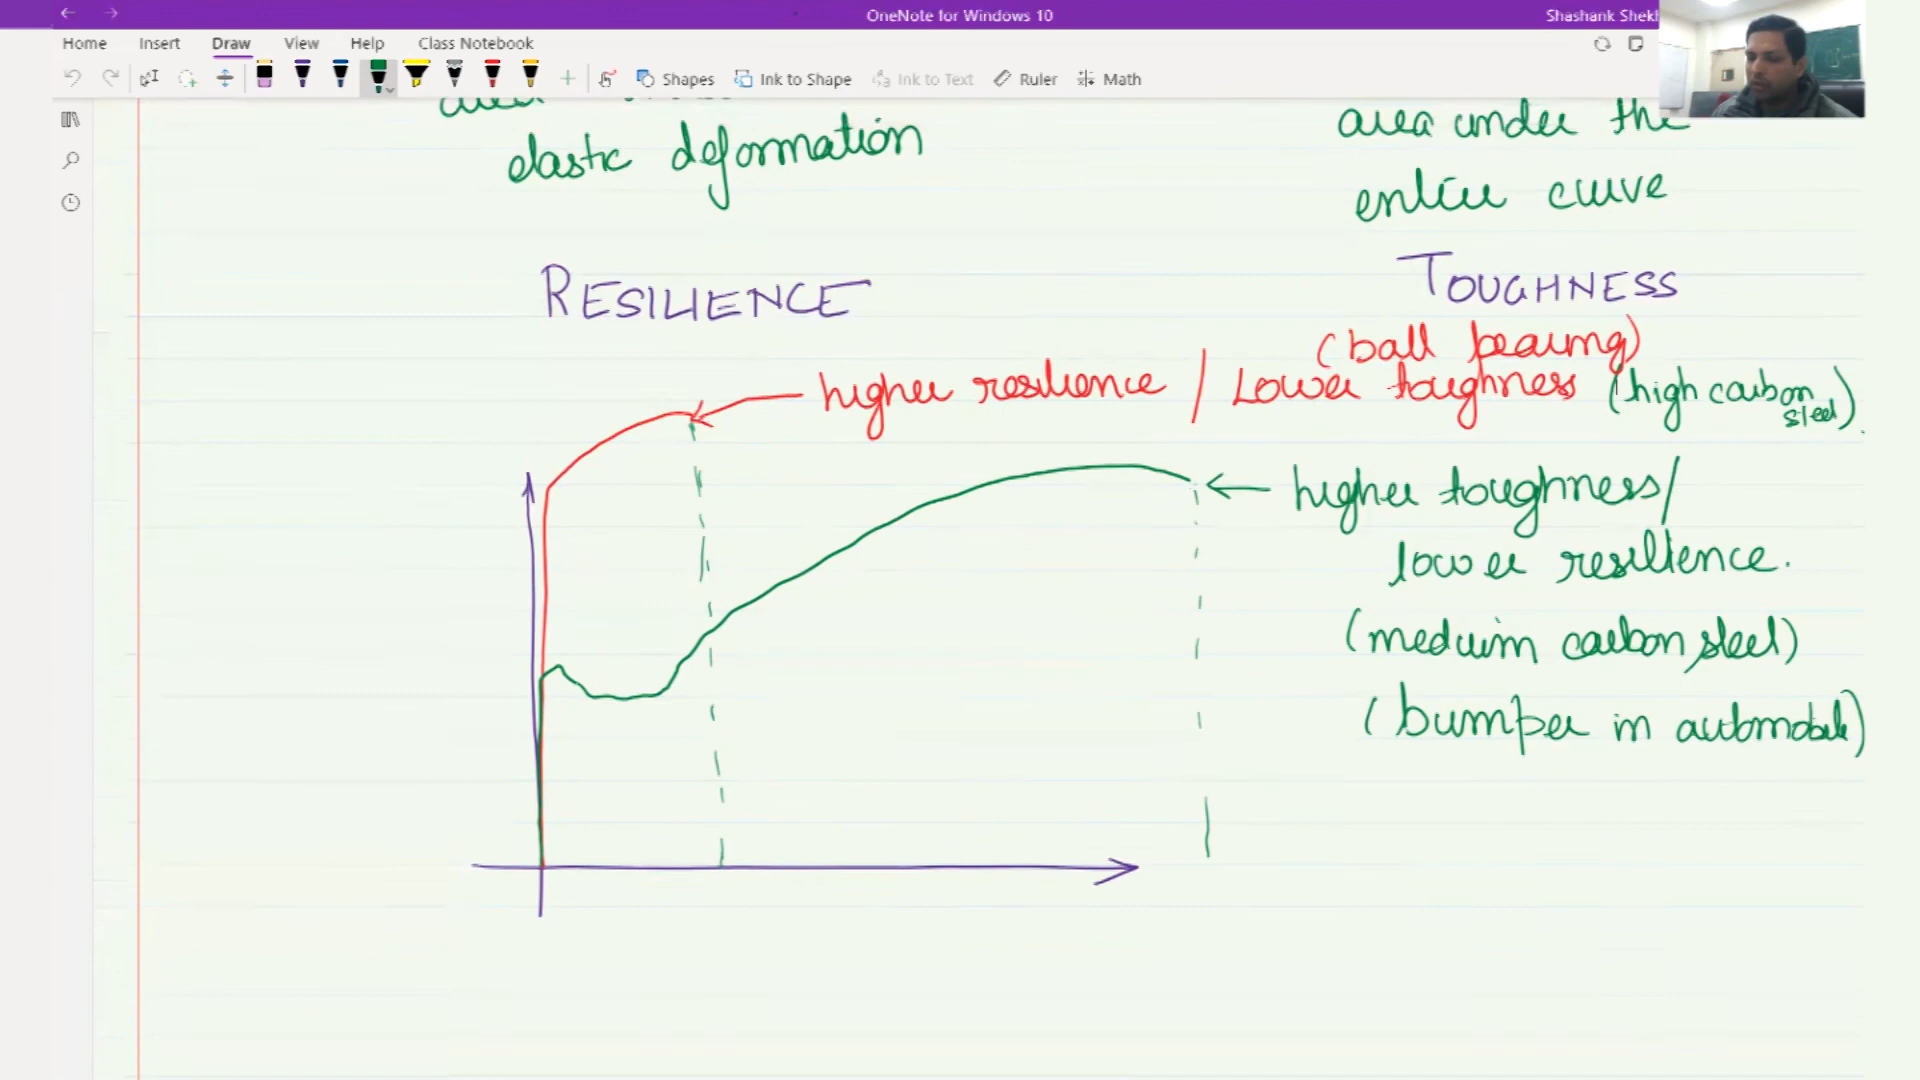 OneNote for Windows 10
Shashank Shekh
Home Insert Draw View Help Class Notebook
Shapes Ink to Shape Ink to Text Ruler Math
elastic deformation
area under the
entire curve
RESILIENCE
TOUGHNESS
(ball bearing)
higher resilience / Lower toughness (high carbon
steel)
higher toughness/
lower resilience.
(medium carbon steel)
(bumper in automobile)